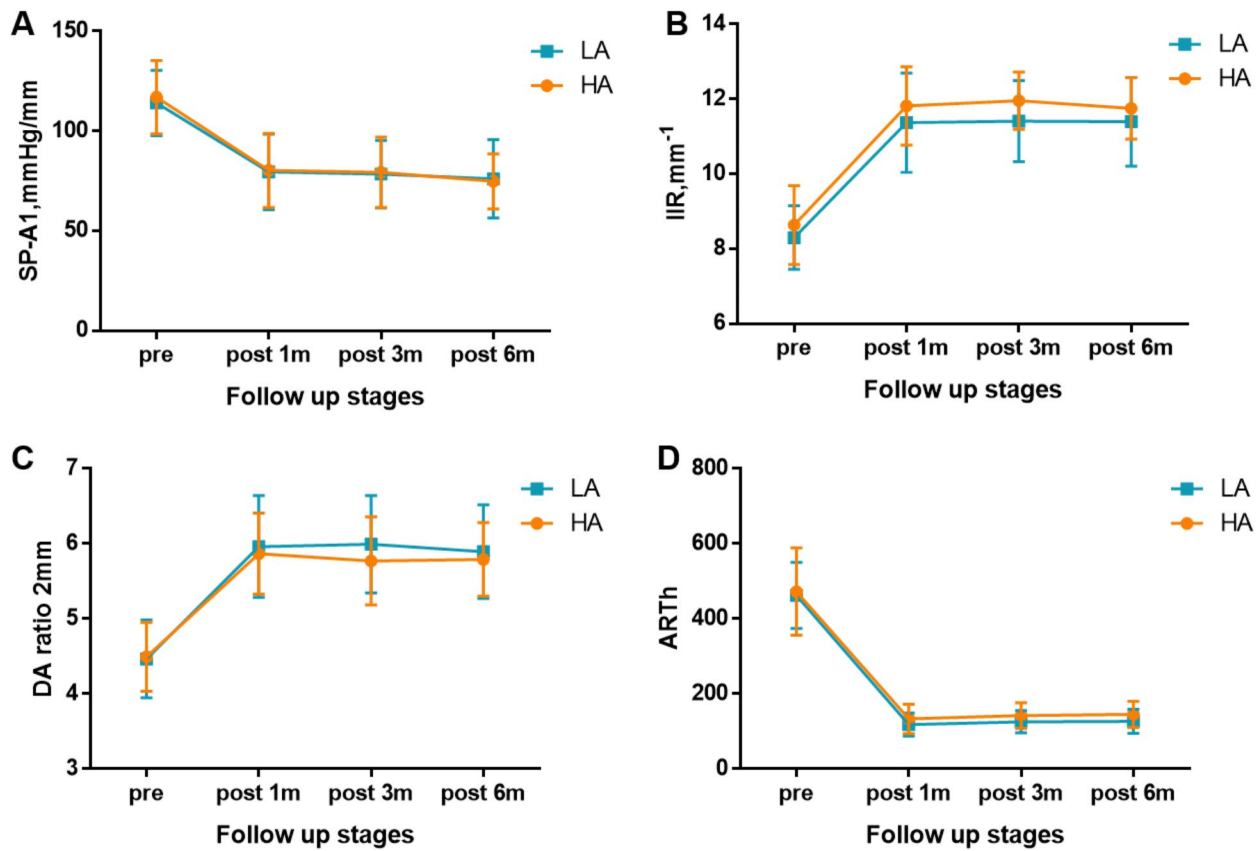 A
SP-A1,mmHg/mm
150
100
50
0
pre
post 1m
post 3m
post 6m
Follow up stages
LA
HA
B
IIR,mm⁻¹
14
12
10
8
6
pre
post 1m
post 3m
post 6m
Follow up stages
LA
HA
C
DA ratio 2mm
7
6
5
4
3
pre
post 1m
post 3m
post 6m
Follow up stages
LA
HA
D
ARTh
800
600
400
200
0
pre
post 1m
post 3m
post 6m
Follow up stages
LA
HA